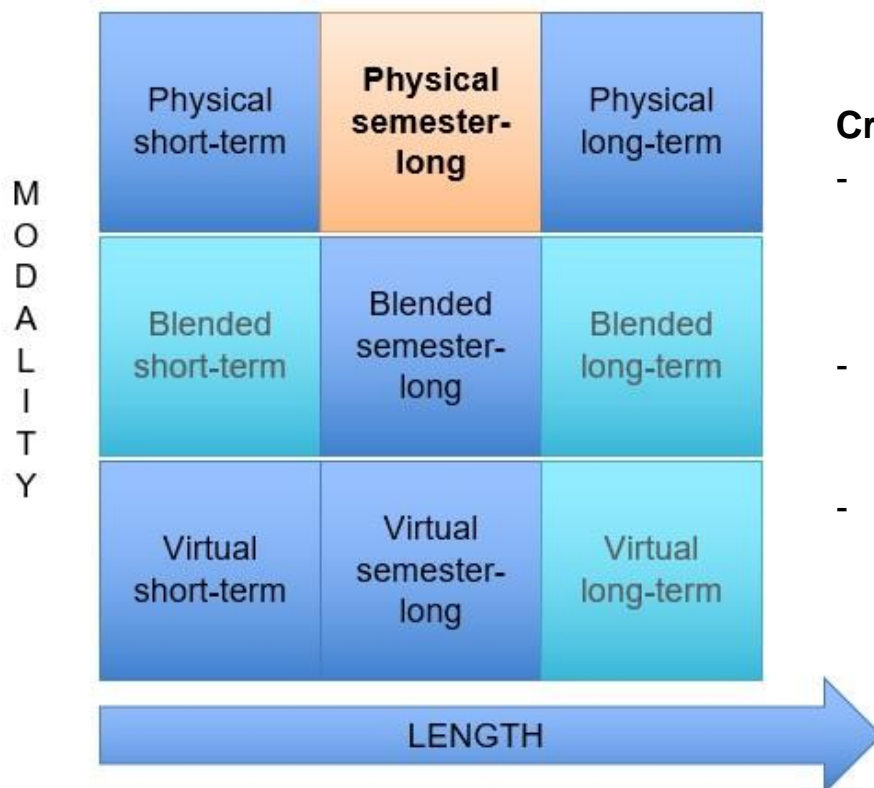 Physical
short-term
Physical
semester-
long
Physical
long-term
Cr
-
-
-
M
O
D
A
L
I
T
Y
Blended
short-term
Blended
semester-
long
Blended
long-term
Virtual
short-term
Virtual
semester-
long
Virtual
long-term
LENGTH